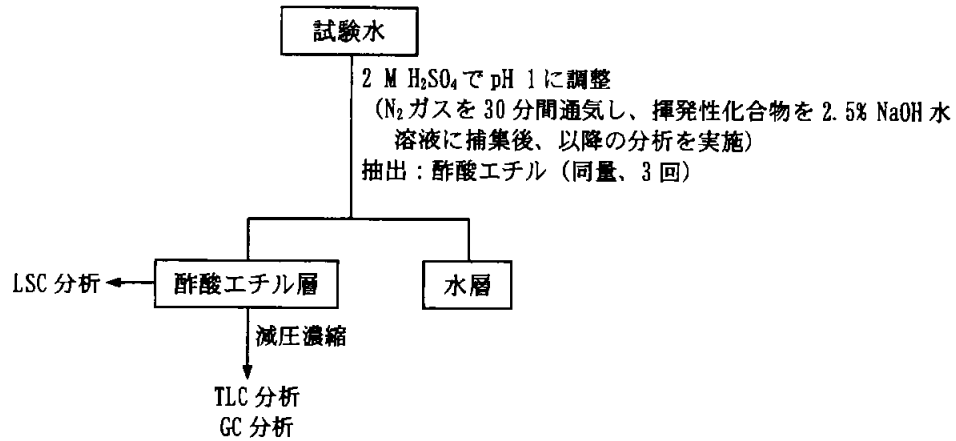 試験水
2 M H₂SO₄で pH 1に調整
(N₂ガスを30分間通気し、揮発性化合物を2.5% NaOH水
溶液に捕集後、以降の分析を実施)
抽出：酢酸エチル（同量、3回）
LSC分析
酢酸エチル層
水層
減圧濃縮
TLC分析
GC分析